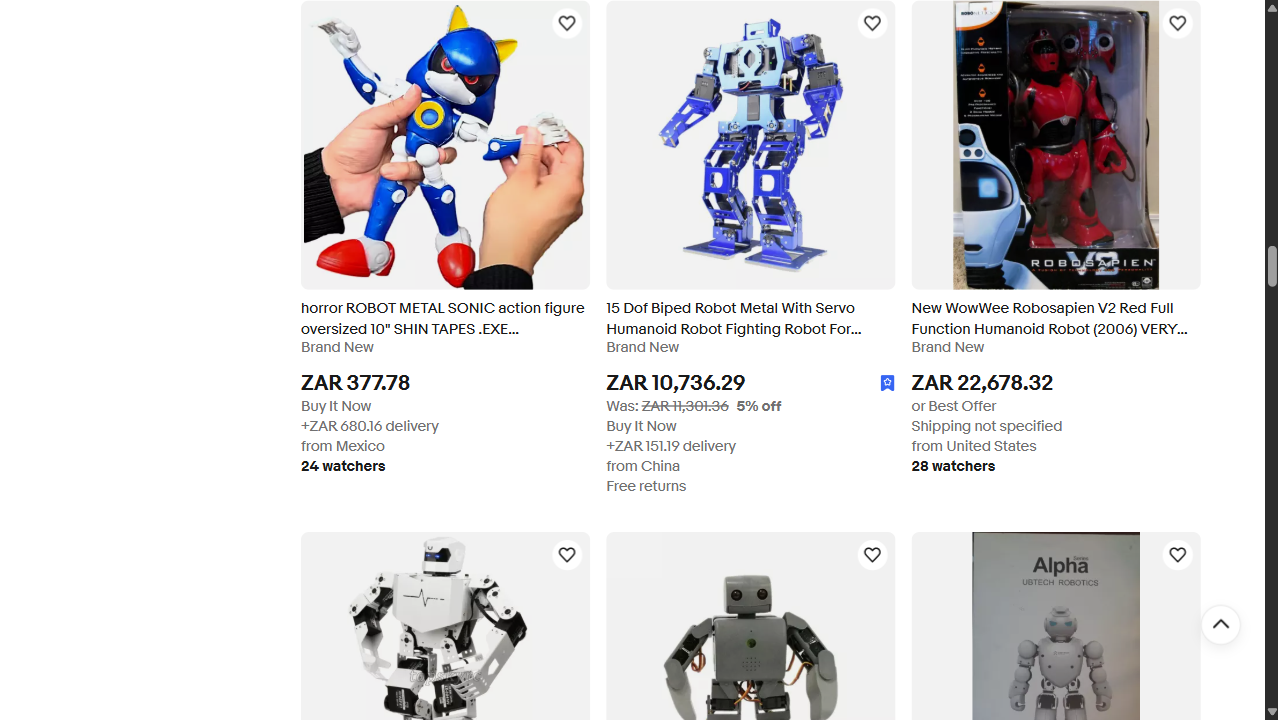 horror ROBOT METAL SONIC action figure
oversized 10" SHIN TAPES .EXE...
Brand New
ZAR 377.78
Buy It Now
+ZAR 680.16 delivery
from Mexico
24 watchers
15 Dof Biped Robot Metal With Servo
Humanoid Robot Fighting Robot For...
Brand New
ZAR 10,736.29
Was: ZAR 11,301.36 5% off
Buy It Now
+ZAR 151.19 delivery
from China
Free returns
ROBOSAPIEN
V2
New WowWee Robosapien V2 Red Full
Function Humanoid Robot (2006) VERY...
Brand New
ZAR 22,678.32
or Best Offer
Shipping not specified
from United States
28 watchers
Alpha
Series
UBTECH ROBOTICS